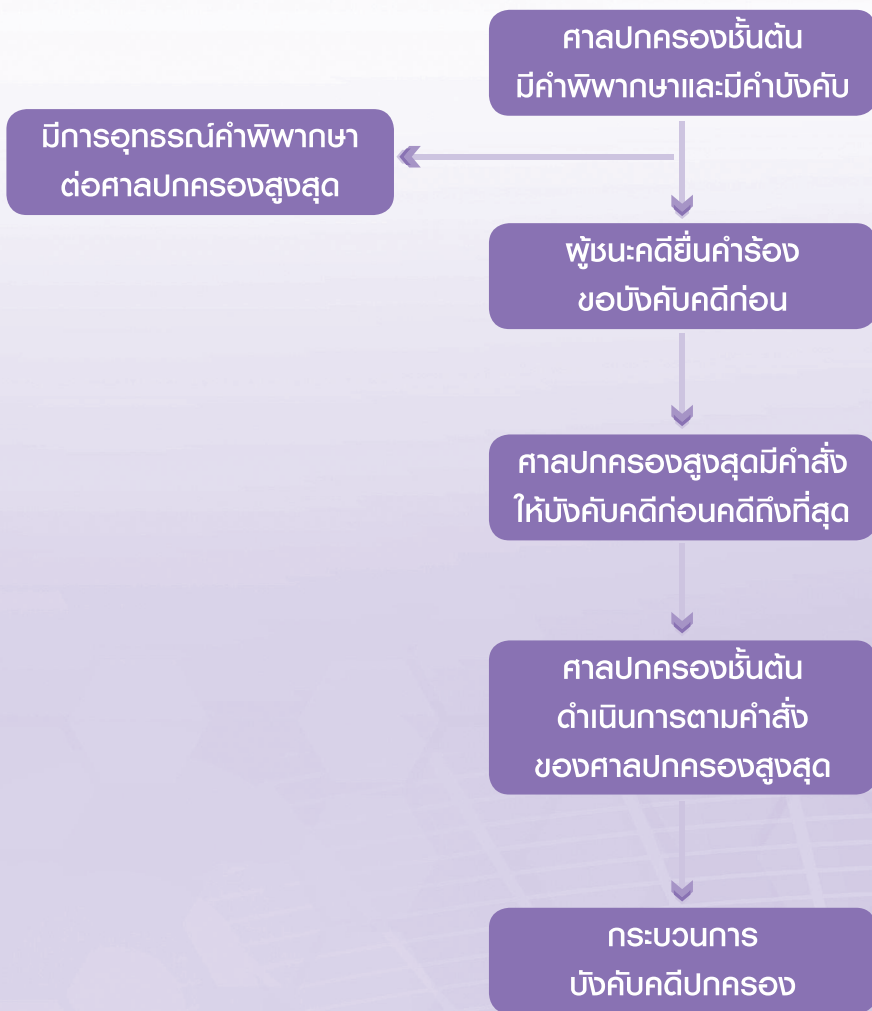 ศาลปกครองชั้นต้น
มีคำพิพากษาและมีคำบังคับ
มีการอุทธรณ์คำพิพากษา
ต่อศาลปกครองสูงสุด
ผู้ชนะคดียื่นคำร้อง
ขอบังคับคดีก่อน
ศาลปกครองสูงสุดมีคำสั่ง
ให้บังคับคดีก่อนคดีถึงที่สุด
ศาลปกครองชั้นต้น
ดำเนินการตามคำสั่ง
ของศาลปกครองสูงสุด
กระบวนการ
บังคับคดีปกครอง